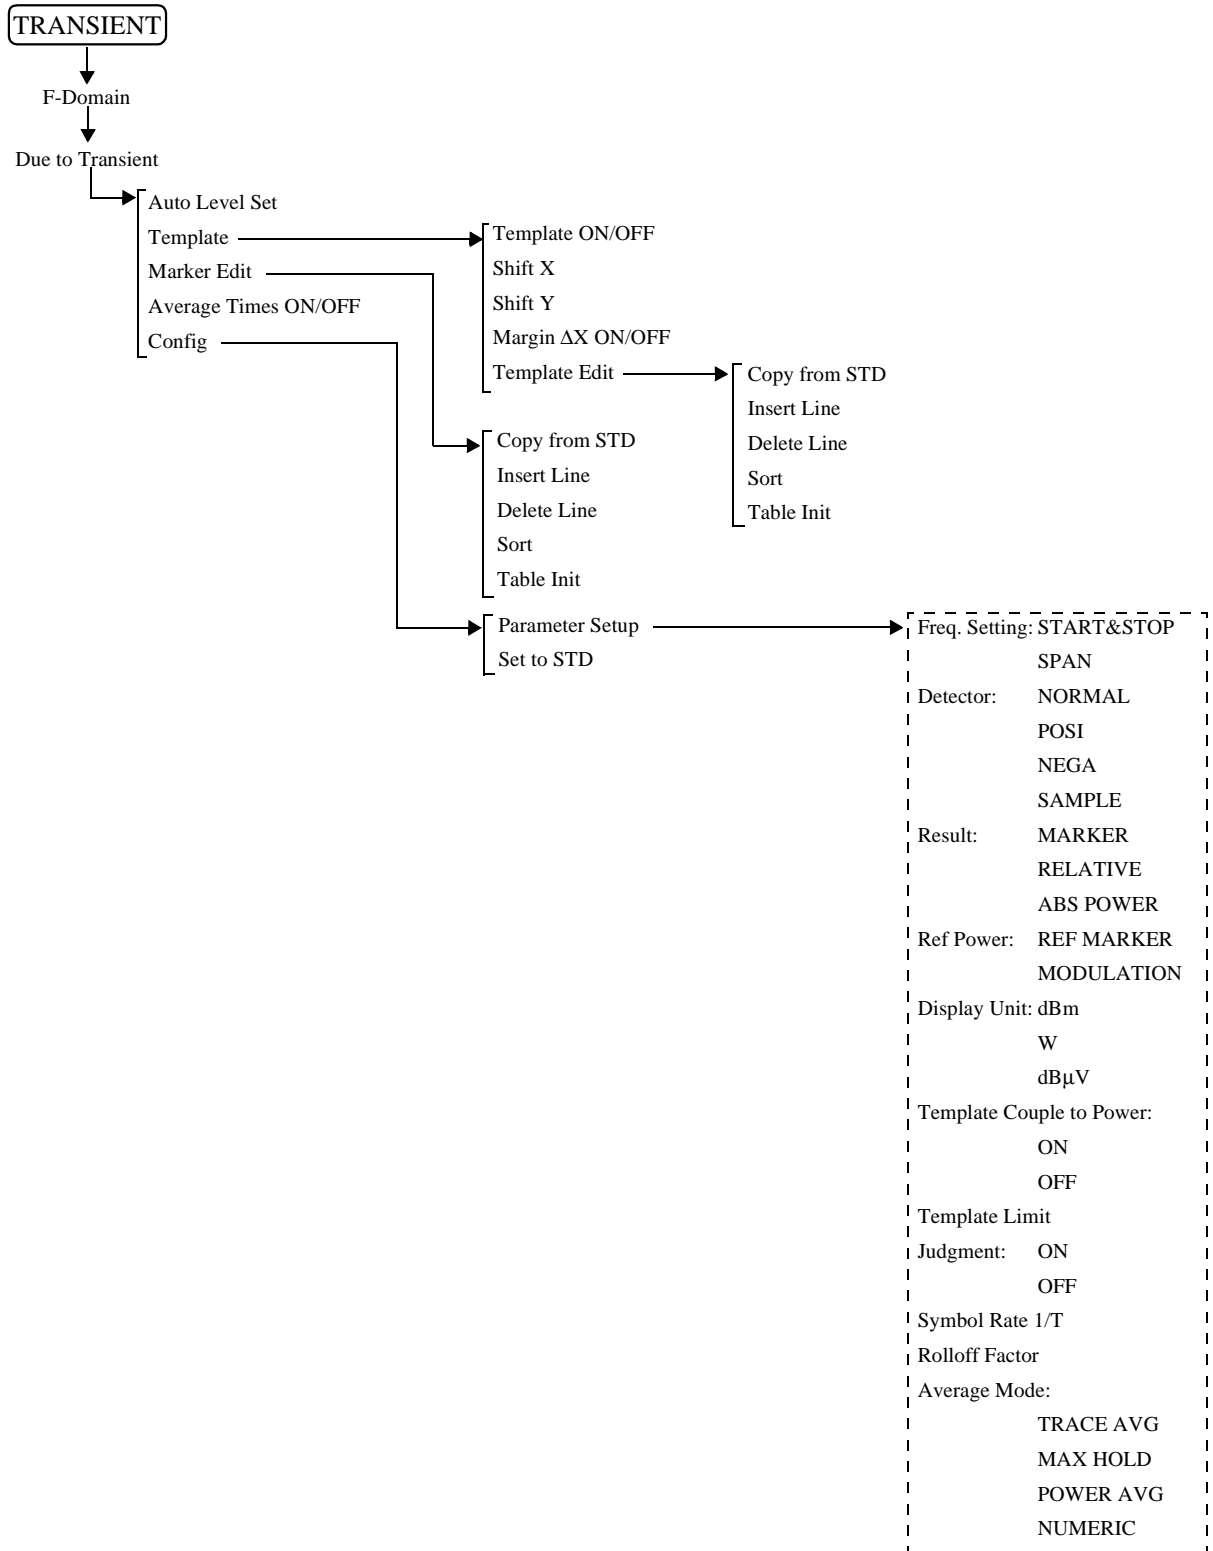 TRANSIENT
F-Domain
Due to Transient
Auto Level Set
Template
Marker Edit
Average Times ON/OFF
Config
Template ON/OFF
Shift X
Shift Y
Margin ΔX ON/OFF
Template Edit
Copy from STD
Insert Line
Delete Line
Sort
Table Init
Copy from STD
Insert Line
Delete Line
Sort
Table Init
Parameter Setup
Set to STD
Freq. Setting: START&STOP
SPAN
Detector: NORMAL
POSI
NEGA
SAMPLE
Result: MARKER
RELATIVE
ABS POWER
Ref Power: REF MARKER
MODULATION
Display Unit: dBm
W
dBµV
Template Couple to Power:
ON
OFF
Template Limit
Judgment: ON
OFF
Symbol Rate 1/T
Rolloff Factor
Average Mode:
TRACE AVG
MAX HOLD
POWER AVG
NUMERIC